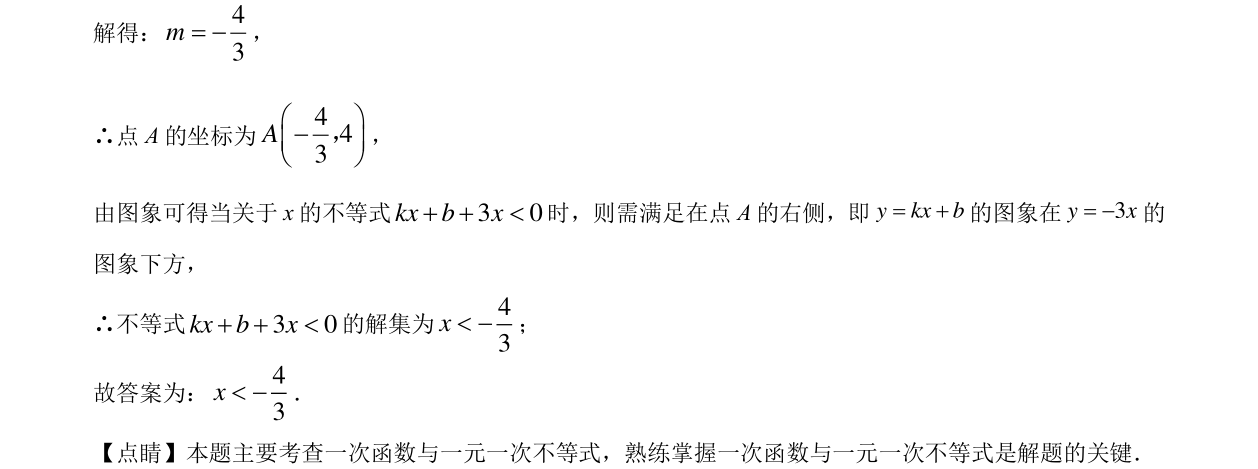 解得：m = −4/3，
∴点 A 的坐标为 A(−4/3,4)，
由图象可得当关于 x 的不等式 kx + b + 3x < 0 时，则需满足在点 A 的右侧，即 y = kx + b 的图象在 y = −3x 的
图象下方，
∴不等式 kx + b + 3x < 0 的解集为 x < −4/3；
故答案为：x < −4/3．
【点睛】本题主要考查一次函数与一元一次不等式，熟练掌握一次函数与一元一次不等式是解题的关键．